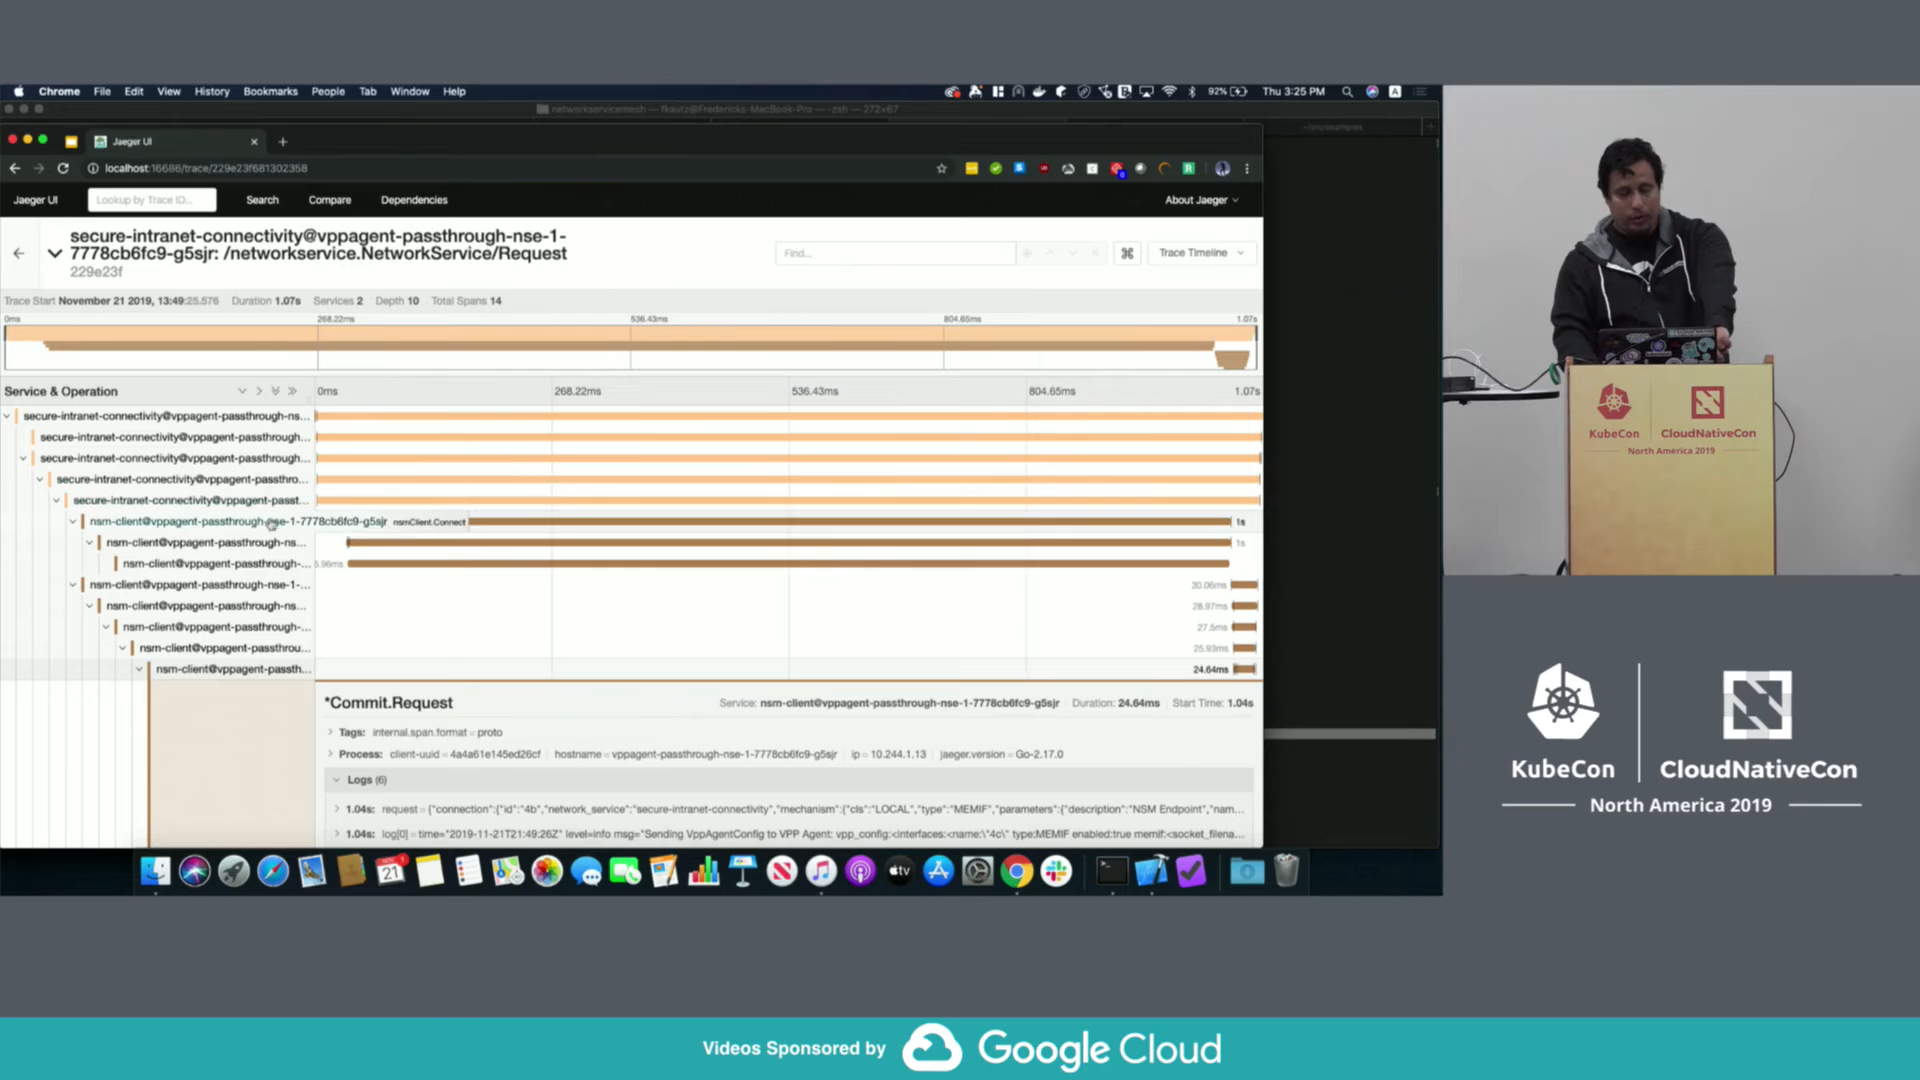 Chrome File Edit View History Bookmarks People Tab Window Help 92% Thu 3:25 PM A
networkservicemesh — fkautz@Fredericks-MacBook-Pro — -zsh — 272×67
Jaeger UI
localhost:16686/trace/229e23f681302358
Jaeger UI Lookup by Trace ID... Search Compare Dependencies About Jaeger
secure-intranet-connectivity@vppagent-passthrough-nse-1-
7778cb6fc9-g5sjr: /networkservice.NetworkService/Request
229e23f
Find... ⌘ Trace Timeline
Trace Start November 21 2019, 13:49:25.576 Duration 1.07s Services 2 Depth 10 Total Spans 14
0ms 268.22ms 536.43ms 804.65ms 1.07s
Service & Operation 0ms 268.22ms 536.43ms 804.65ms 1.07s
secure-intranet-connectivity@vppagent-passthrough-ns...
secure-intranet-connectivity@vppagent-passthrough...
secure-intranet-connectivity@vppagent-passthrough...
secure-intranet-connectivity@vppagent-passthro...
secure-intranet-connectivity@vppagent-passt...
nsm-client@vppagent-passthrough-nse-1-7778cb6fc9-g5sjr nsmClient.Connect 1s
nsm-client@vppagent-passthrough-ns... 1s
nsm-client@vppagent-passthrough-... 5.96ms
nsm-client@vppagent-passthrough-nse-1-... 30.06ms
nsm-client@vppagent-passthrough-ns... 28.97ms
nsm-client@vppagent-passthrough-... 27.5ms
nsm-client@vppagent-passthrou... 25.93ms
nsm-client@vppagent-passth... 24.64ms
*Commit.Request Service: nsm-client@vppagent-passthrough-nse-1-7778cb6fc9-g5sjr Duration: 24.64ms Start Time: 1.04s
Tags: internal.span.format = proto
Process: client-uuid = 4a4a61e145ed26cf hostname = vppagent-passthrough-nse-1-7778cb6fc9-g5sjr ip = 10.244.1.13 jaeger.version = Go-2.17.0
Logs (6)
1.04s: request = {"connection":{"id":"4b","network_service":"secure-intranet-connectivity","mechanism":{"cls":"LOCAL","type":"MEMIF","parameters":{"description":"NSM Endpoint","nam...
1.04s: log[0] = time="2019-11-21T21:49:26Z" level=info msg="Sending VppAgentConfig to VPP Agent: vpp_config:<interfaces:<name:\"4c\" type:MEMIF enabled:true memif:<socket_filena...
21
tv
KubeCon CloudNativeCon
North America 2019
KubeCon CloudNativeCon
North America 2019
Videos Sponsored by Google Cloud